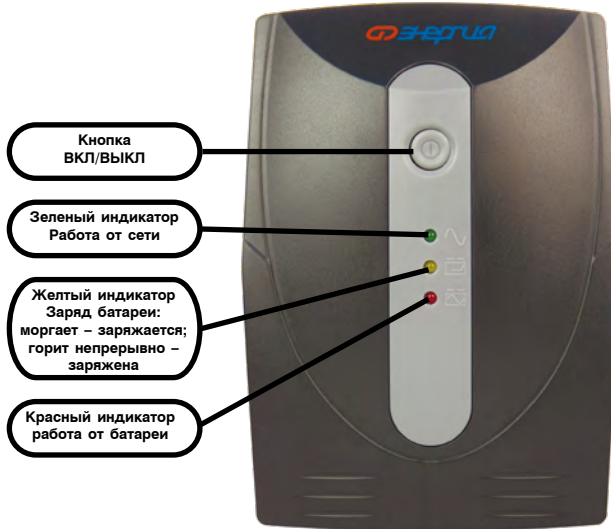 энергия
Кнопка
ВКЛ/ВЫКЛ
Зеленый индикатор
Работа от сети
Желтый индикатор
Заряд батареи:
моргает – заряжается;
горит непрерывно –
заряжена
Красный индикатор
работа от батареи